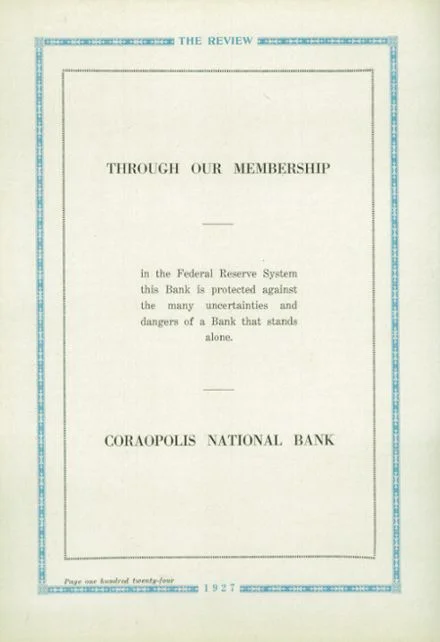 THE REVIEW
THROUGH OUR MEMBERSHIP
in the Federal Reserve System
this Bank is protected against
the many uncertainties and
dangers of a Bank that stands
alone.
CORAOPOLIS NATIONAL BANK
Page one hundred twenty-four
1927